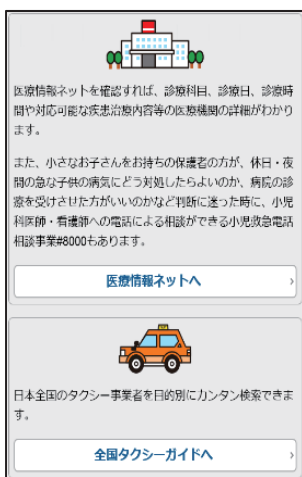 医療情報ネットを確認すれば、診療科目、診療日、診療時
間や対応可能な疾患治療内容等の医療機関の詳細がわかり
ます。
また、小さなお子さんをお持ちの保護者の方が、休日・夜
間の急な子供の病気にどう対処したらよいのか、病院の診
療を受けさせた方がいいのかなど判断に迷った時に、小児
科医師・看護師への電話による相談ができる小児救急電話
相談事業#8000もあります。
医療情報ネットへ
日本全国のタクシー事業者を目的別にカンタン検索できま
す。
全国タクシーガイドへ